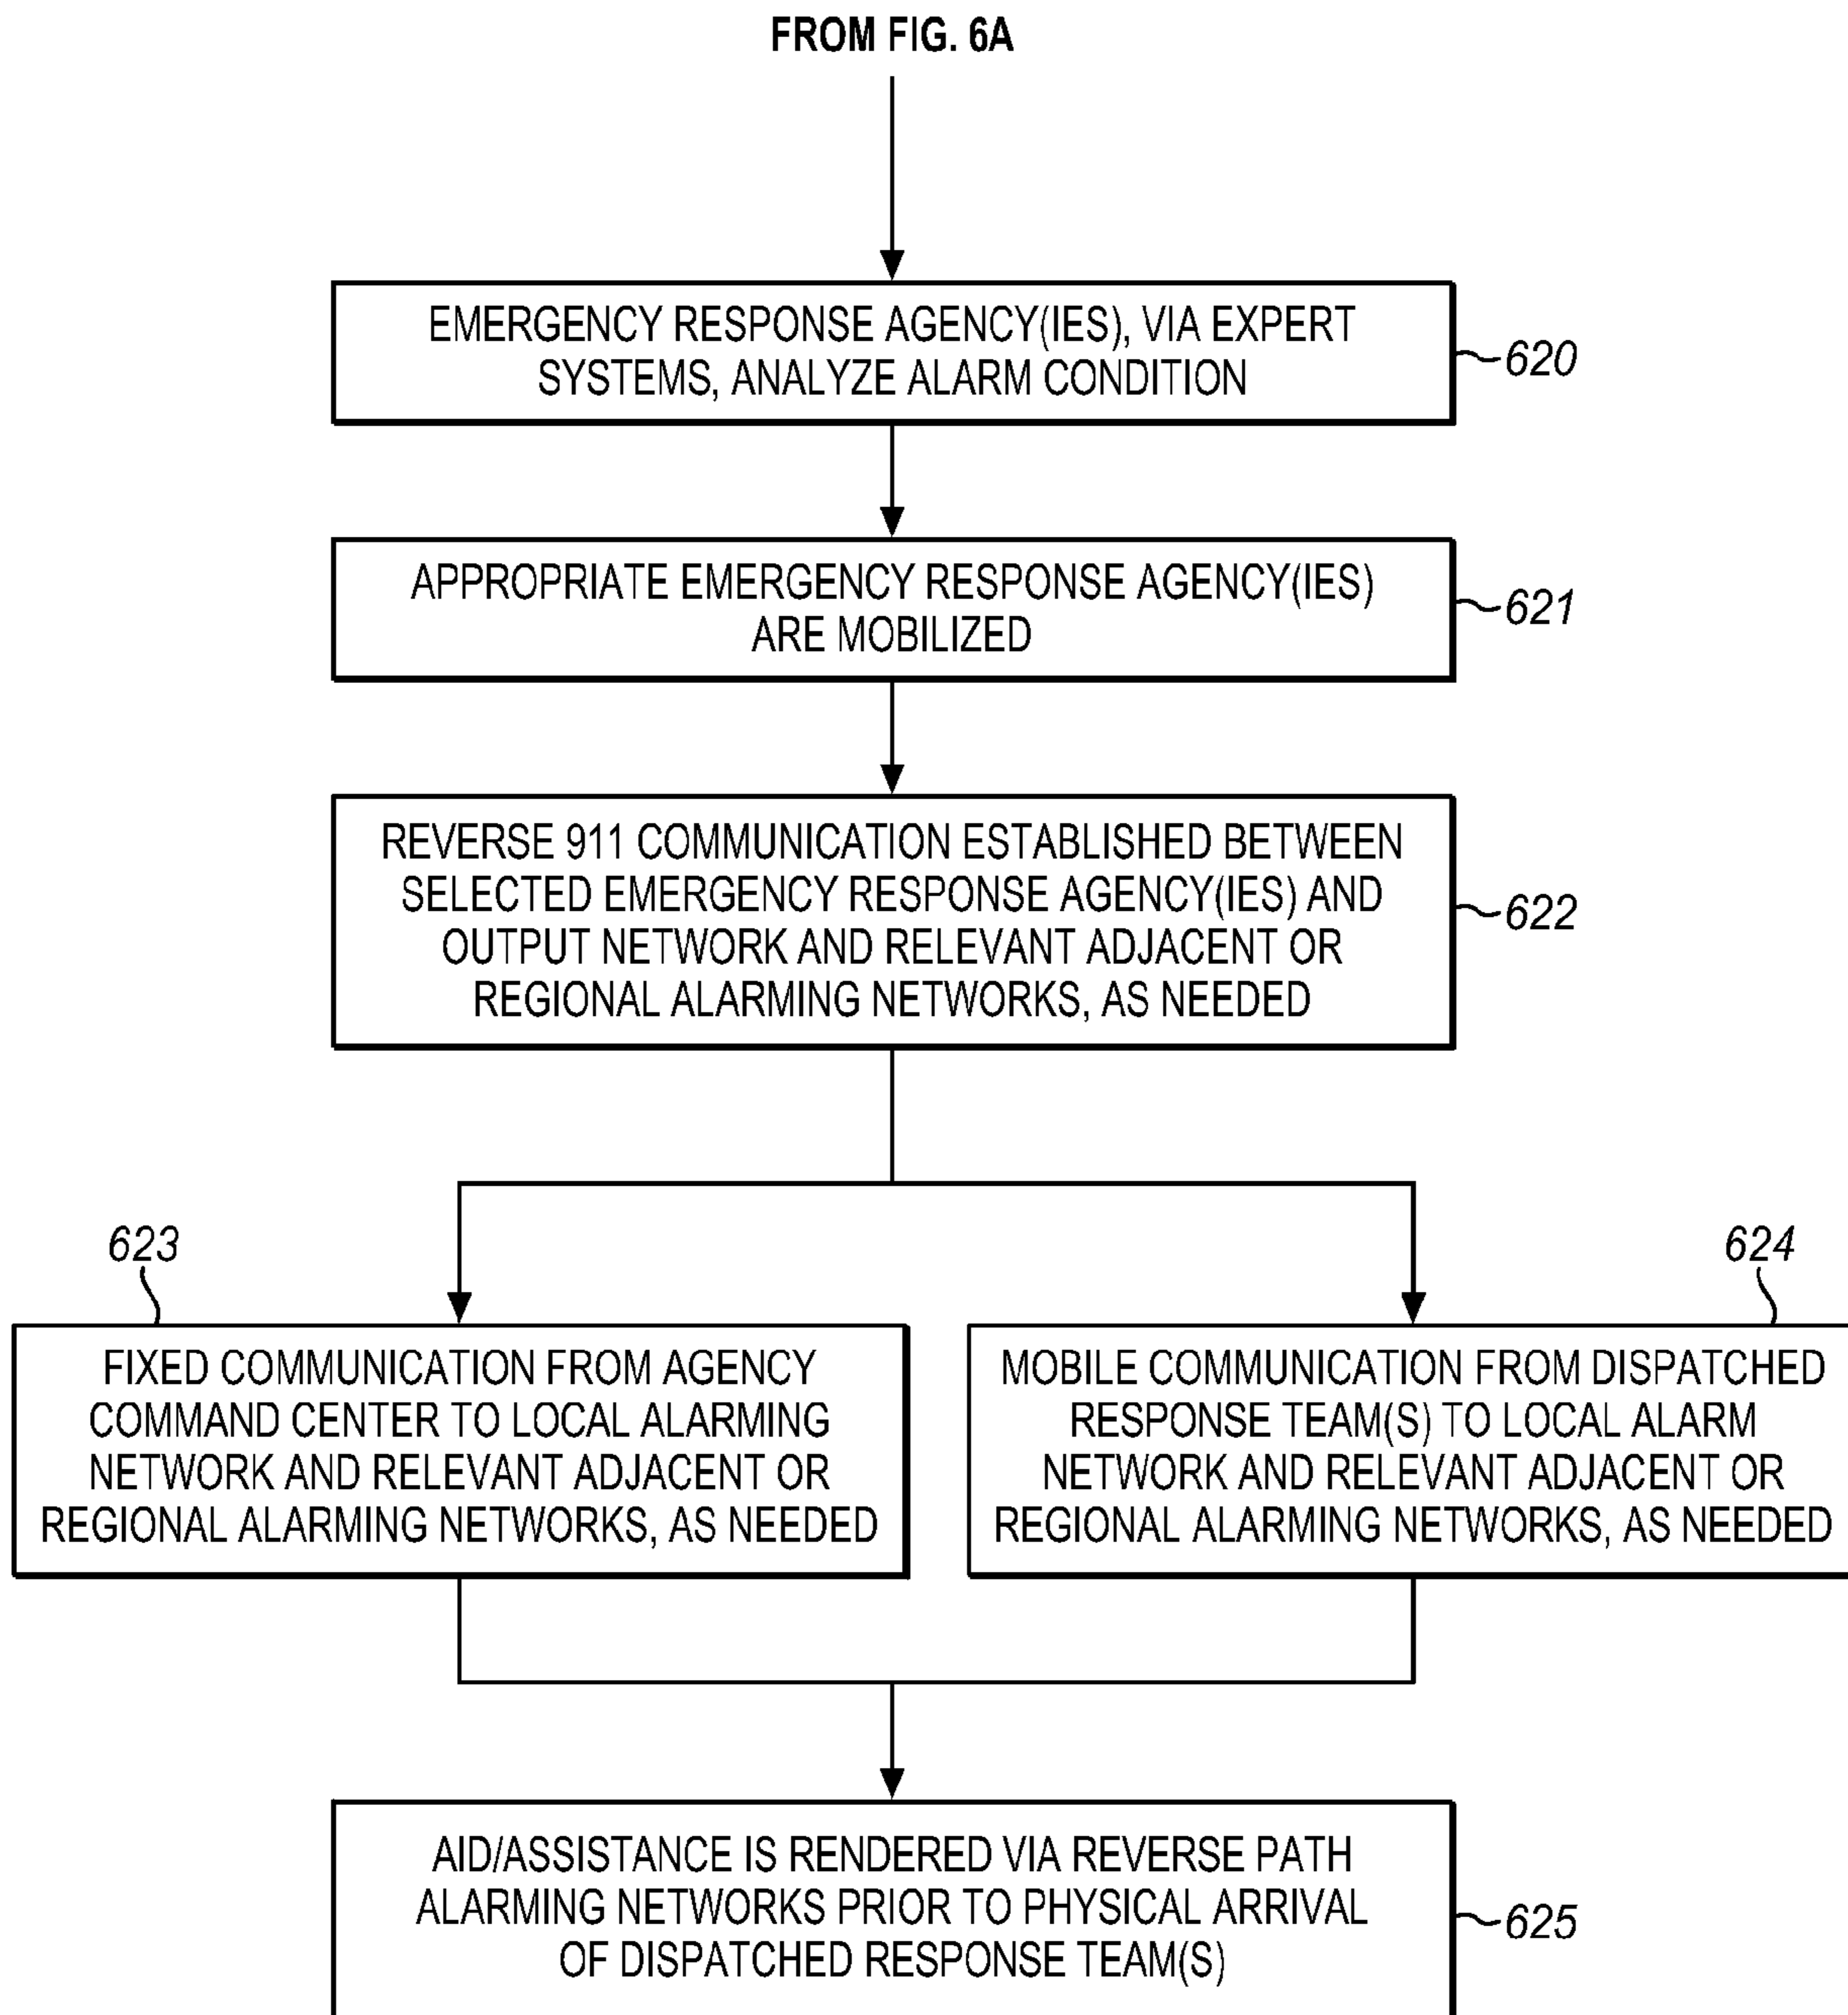 FROM FIG. 6A
EMERGENCY RESPONSE AGENCY(IES), VIA EXPERT
SYSTEMS, ANALYZE ALARM CONDITION
620
APPROPRIATE EMERGENCY RESPONSE AGENCY(IES)
ARE MOBILIZED
621
REVERSE 911 COMMUNICATION ESTABLISHED BETWEEN
SELECTED EMERGENCY RESPONSE AGENCY(IES) AND
OUTPUT NETWORK AND RELEVANT ADJACENT OR
REGIONAL ALARMING NETWORKS, AS NEEDED
622
623
FIXED COMMUNICATION FROM AGENCY
COMMAND CENTER TO LOCAL ALARMING
NETWORK AND RELEVANT ADJACENT OR
REGIONAL ALARMING NETWORKS, AS NEEDED
624
MOBILE COMMUNICATION FROM DISPATCHED
RESPONSE TEAM(S) TO LOCAL ALARM
NETWORK AND RELEVANT ADJACENT OR
REGIONAL ALARMING NETWORKS, AS NEEDED
AID/ASSISTANCE IS RENDERED VIA REVERSE PATH
ALARMING NETWORKS PRIOR TO PHYSICAL ARRIVAL
OF DISPATCHED RESPONSE TEAM(S)
625